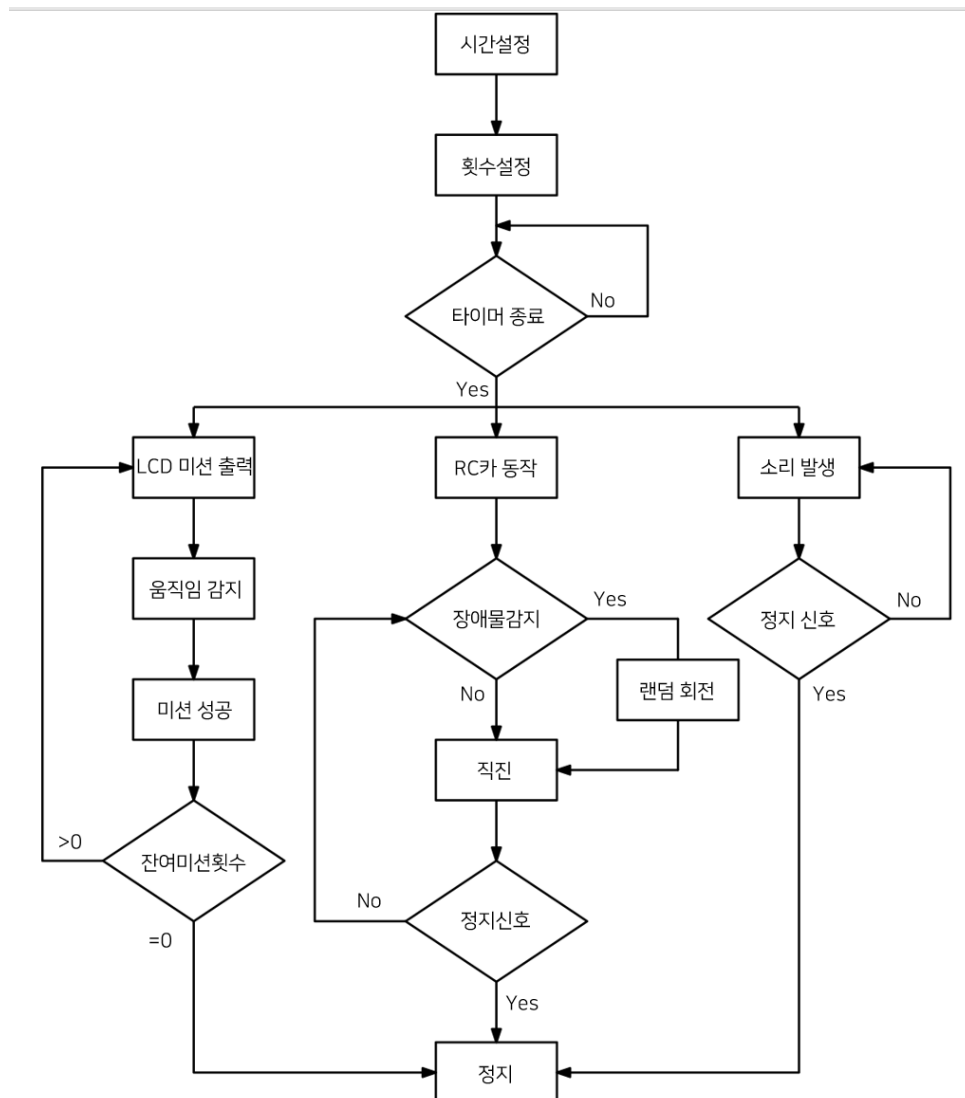 시간설정
횟수설정
타이머 종료
No
Yes
LCD 미션 출력
RC카 동작
소리 발생
움직임 감지
장애물감지
Yes
정지 신호
No
No
랜덤 회전
Yes
미션 성공
직진
>0
잔여미션횟수
No
정지신호
=0
Yes
정지